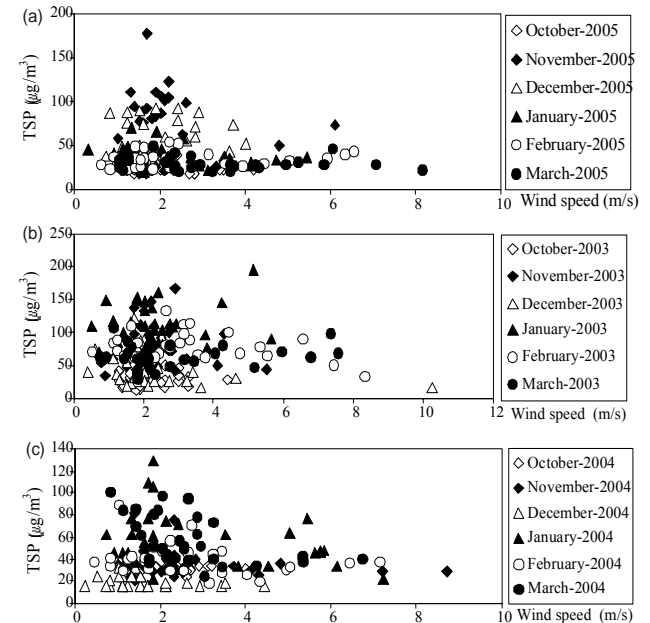 (a)
200
150
100
50
0
TSP (μg/m³)
0 2 4 6 8 10
Wind speed (m/s)
October-2005
November-2005
December-2005
January-2005
February-2005
March-2005
(b)
250
200
150
100
50
0
TSP (μg/m³)
0 2 4 6 8 10 12
Wind speed (m/s)
October-2003
November-2003
December-2003
January-2003
February-2003
March-2003
(c)
140
120
100
80
60
40
20
0
TSP (μg/m³)
0 2 4 6 8 10
Wind speed (m/s)
October-2004
November-2004
December-2004
January-2004
February-2004
March-2004